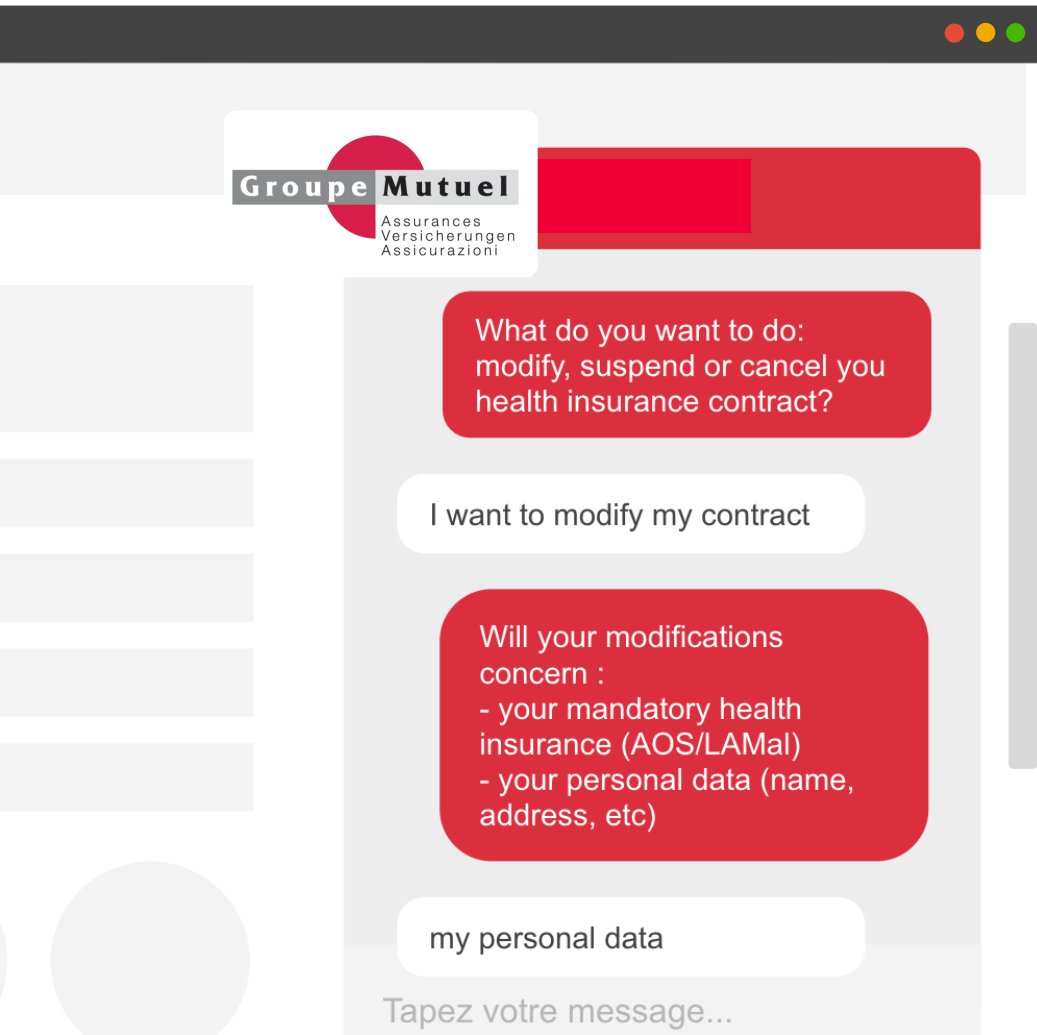 Groupe Mutuel
Assurances
Versicherungen
Assicurazioni
What do you want to do:
modify, suspend or cancel you
health insurance contract?
I want to modify my contract
Will your modifications
concern :
- your mandatory health
insurance (AOS/LAMal)
- your personal data (name,
address, etc)
my personal data
Tapez votre message...